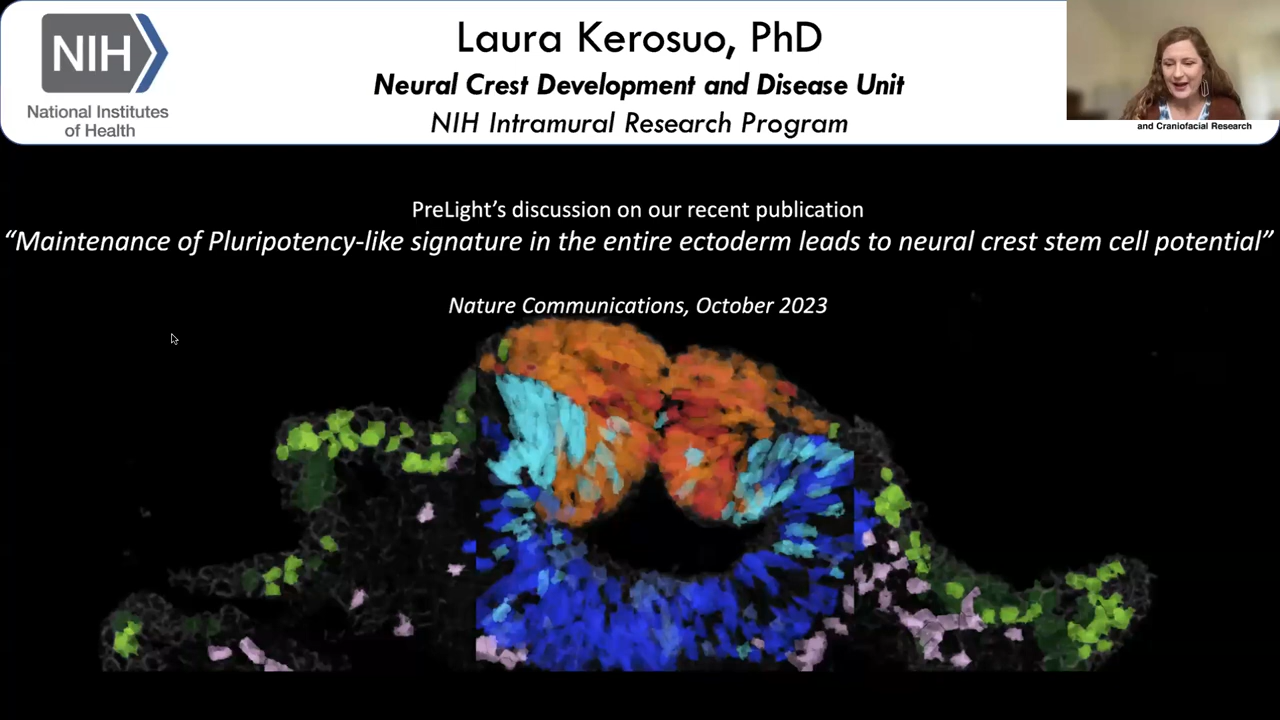 NIH
National Institutes
of Health
Laura Kerosuo, PhD
Neural Crest Development and Disease Unit
NIH Intramural Research Program
and Craniofacial Research
PreLight’s discussion on our recent publication
“Maintenance of Pluripotency-like signature in the entire ectoderm leads to neural crest stem cell potential”
Nature Communications, October 2023